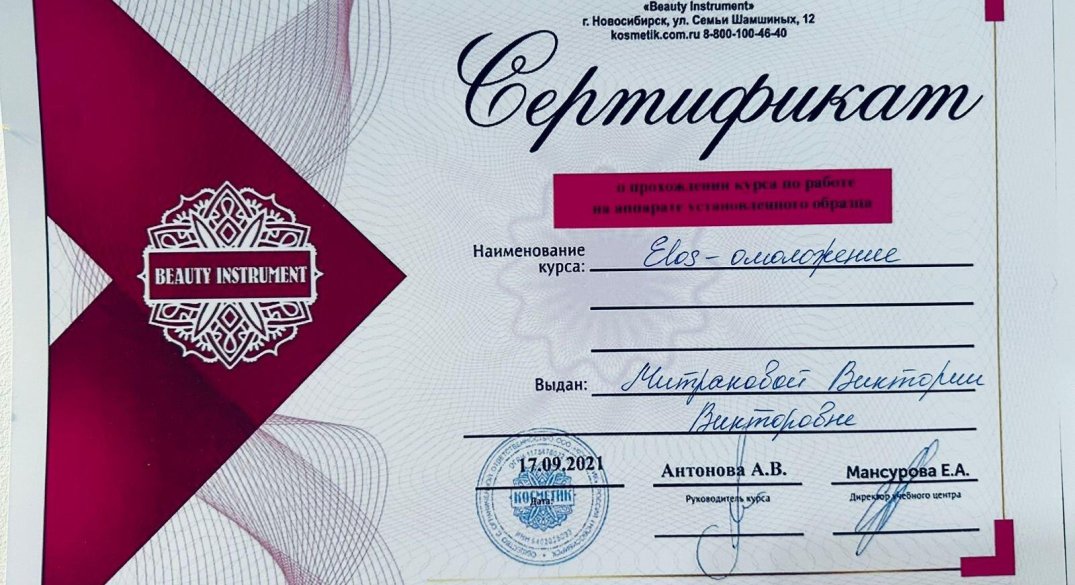 «Beauty Instrument»
г. Новосибирск, ул. Семьи Шамшиных, 12
kosmetik.com.ru 8-800-100-46-40
Сертификат
о прохождении курса по работе
на аппарате установленного образца
BEAUTY INSTRUMENT
Наименование
курса:
Elos - омоложение
Выдан: Митраковой Виктории
Викторовне
17.09.2021
Дата:
КОСМЕТИК
Антонова А.В.
Руководитель курса
Мансурова Е.А.
Директор учебного центра